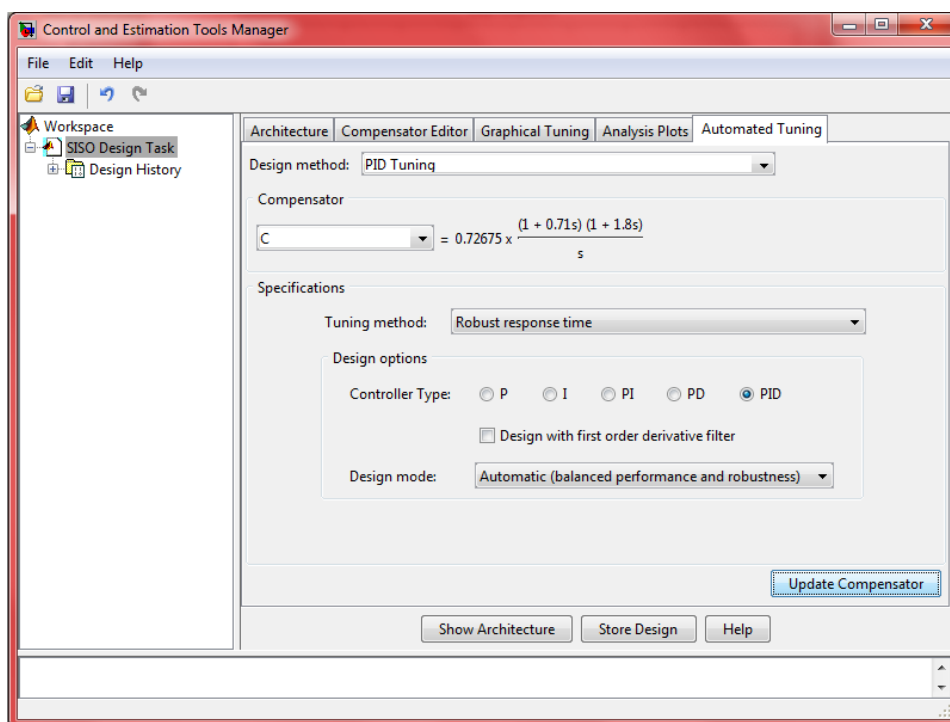 Control and Estimation Tools Manager
File Edit Help
Workspace
SISO Design Task
Design History
Architecture Compensator Editor Graphical Tuning Analysis Plots Automated Tuning
Design method: PID Tuning
Compensator
C = 0.72675 x (1 + 0.71s) (1 + 1.8s)
s
Specifications
Tuning method: Robust response time
Design options
Controller Type: P I PI PD PID
Design with first order derivative filter
Design mode: Automatic (balanced performance and robustness)
Update Compensator
Show Architecture Store Design Help